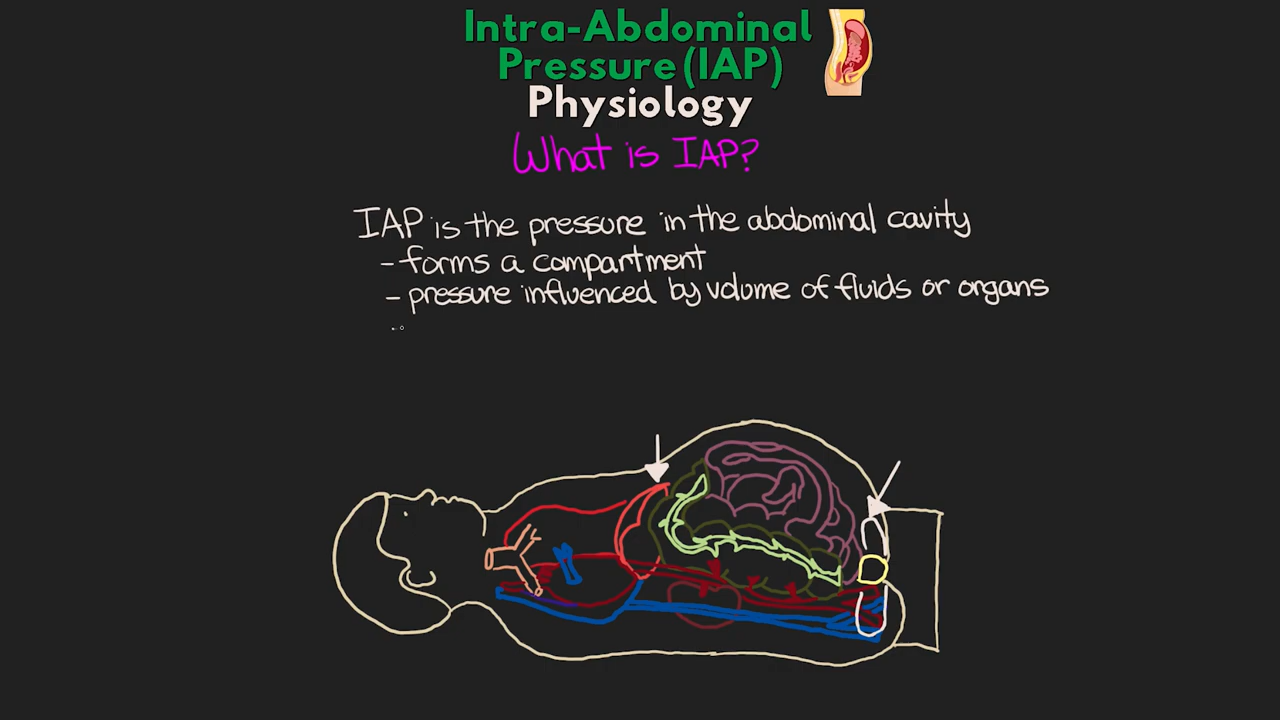 Intra-Abdominal
Pressure (IAP)
Physiology
What is IAP?
IAP is the pressure in the abdominal cavity
- forms a compartment
- pressure influenced by volume of fluids or organs